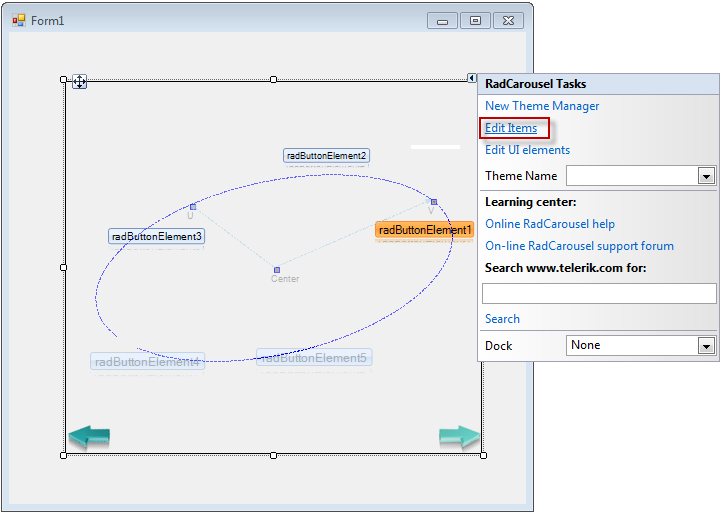 Form1
RadCarousel Tasks
New Theme Manager
Edit Items
Edit UI elements
Theme Name
Learning center:
Online RadCarousel help
On-line RadCarousel support forum
Search www.telerik.com for:
Search
Dock None
radButtonElement2
U
V
radButtonElement3
radButtonElement1
Center
radButtonElement4
radButtonElement5